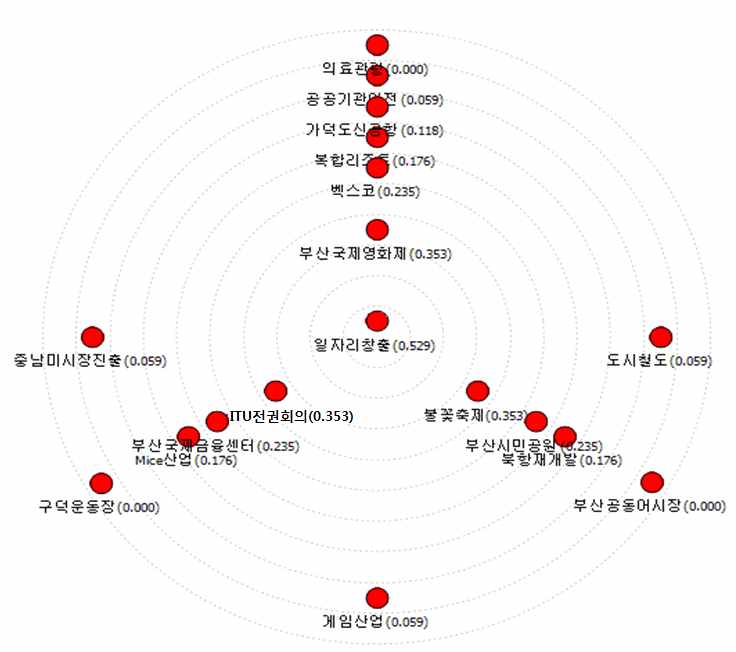 의료관광(0.000)
공공기관이전(0.059)
가덕도신공항(0.118)
복합리조트(0.176)
벡스코(0.235)
부산국제영화제(0.353)
일자리창출(0.529)
중남미시장진출(0.059)
도시철도(0.059)
ITU전권회의(0.353)
불꽃축제(0.353)
부산국제금융센터(0.235)
부산시민공원(0.235)
Mice산업(0.176)
북항재개발(0.176)
구덕운동장(0.000)
부산공동어시장(0.000)
게임산업(0.059)